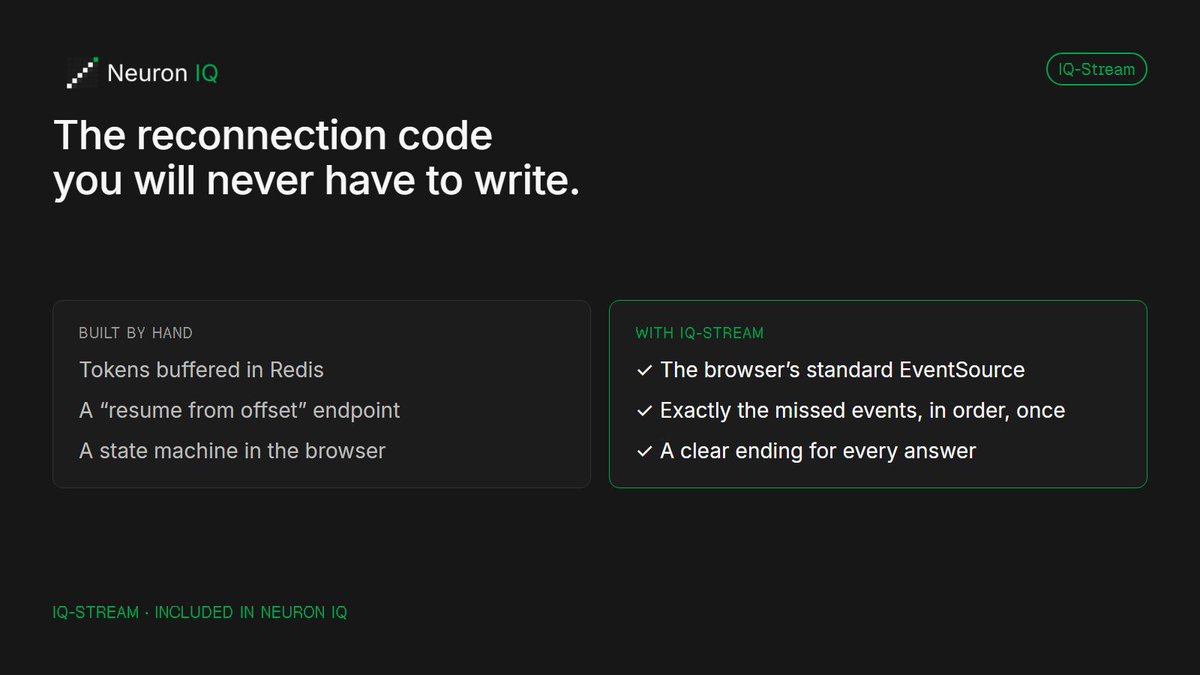 Neuron IQ
IQ-Stream
The reconnection code
you will never have to write.
BUILT BY HAND
Tokens buffered in Redis
A “resume from offset” endpoint
A state machine in the browser
WITH IQ-STREAM
✓ The browser’s standard EventSource
✓ Exactly the missed events, in order, once
✓ A clear ending for every answer
IQ-STREAM · INCLUDED IN NEURON IQ